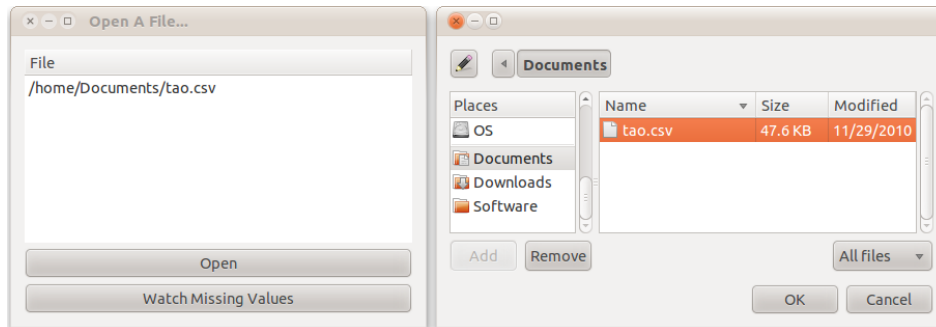 Open A File...
File
/home/Documents/tao.csv
Open
Watch Missing Values
Documents
Places
OS
Documents
Downloads
Software
Name Size Modified
tao.csv 47.6 KB 11/29/2010
Add Remove
All files
OK Cancel